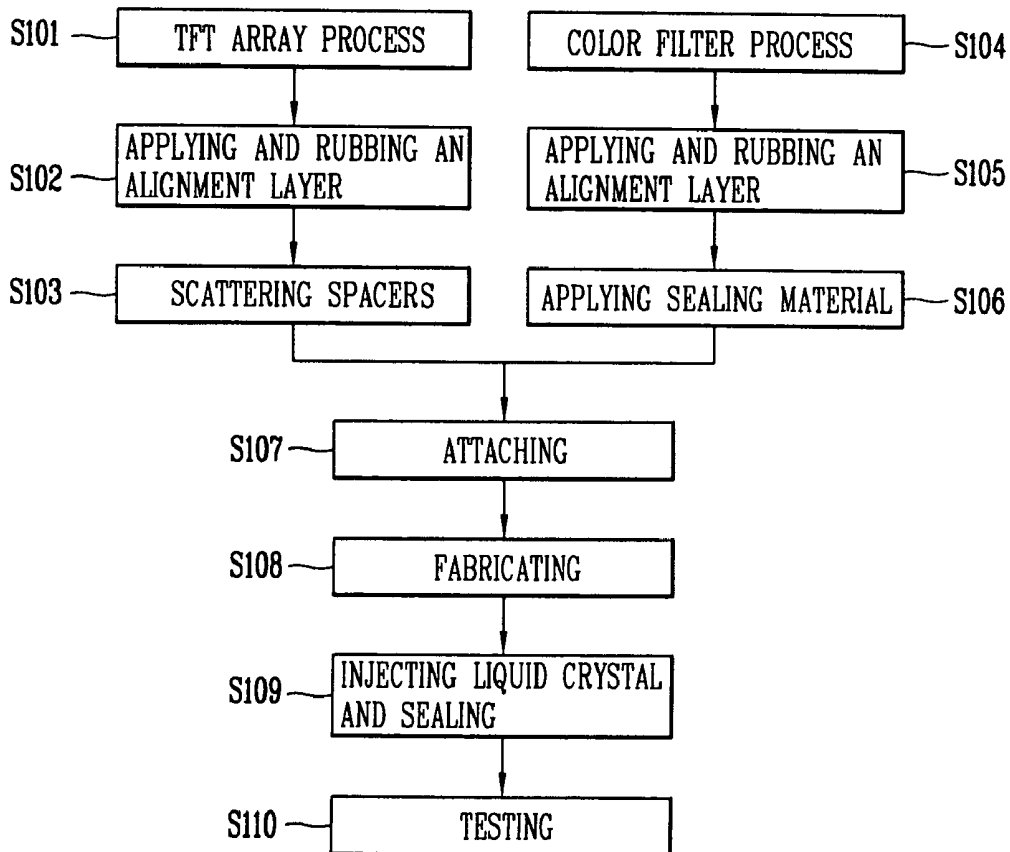 S101
TFT ARRAY PROCESS
COLOR FILTER PROCESS
S104
S102
APPLYING AND RUBBING AN
ALIGNMENT LAYER
APPLYING AND RUBBING AN
ALIGNMENT LAYER
S105
S103
SCATTERING SPACERS
APPLYING SEALING MATERIAL
S106
S107
ATTACHING
S108
FABRICATING
S109
INJECTING LIQUID CRYSTAL
AND SEALING
S110
TESTING